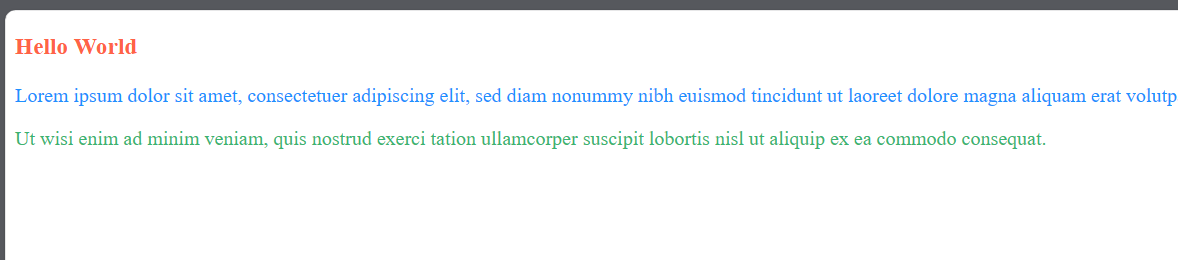 Hello World
Lorem ipsum dolor sit amet, consectetuer adipiscing elit, sed diam nonummy nibh euismod tincidunt ut laoreet dolore magna aliquam erat volutp
Ut wisi enim ad minim veniam, quis nostrud exerci tation ullamcorper suscipit lobortis nisl ut aliquip ex ea commodo consequat.